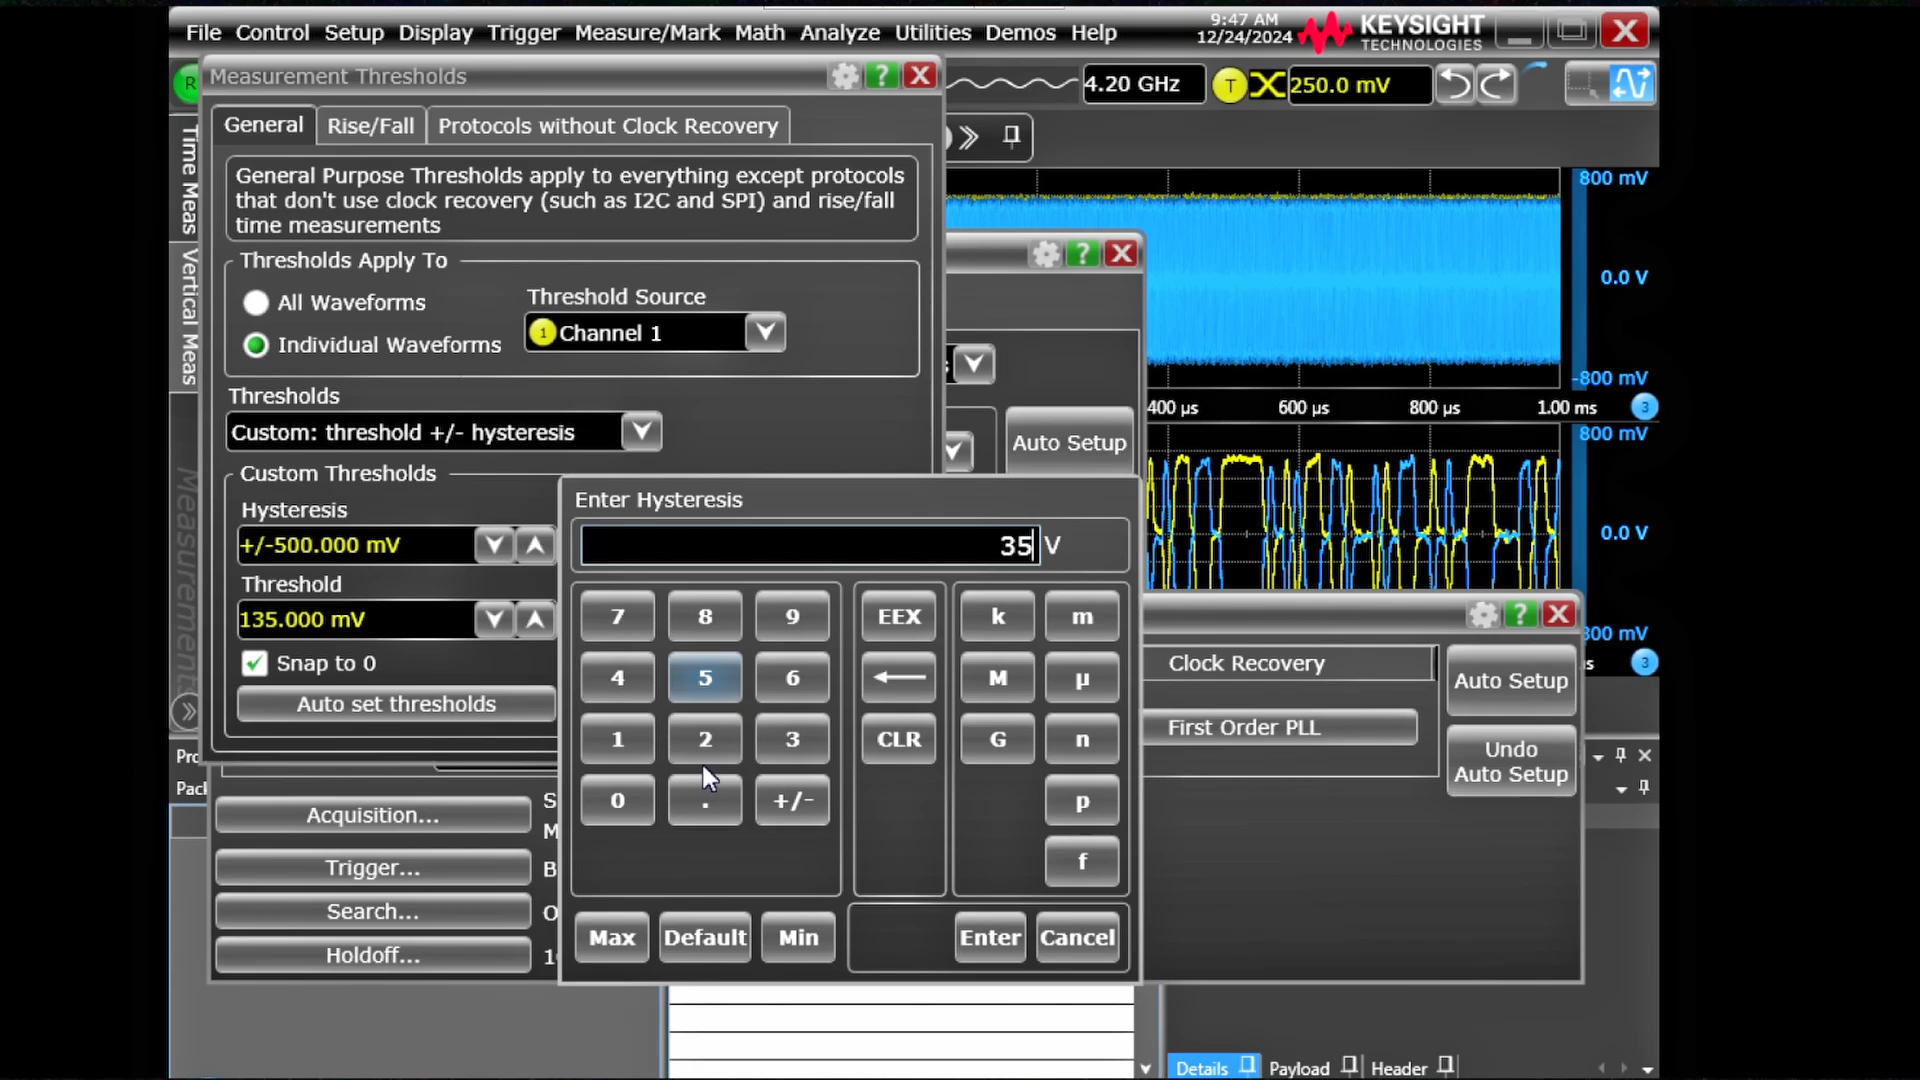 File Control Setup Display Trigger Measure/Mark Math Analyze Utilities Demos Help
9:47 AM
12/24/2024
KEYSIGHT
TECHNOLOGIES
Measurement Thresholds
?
4.20 GHz
T
250.0 mV
General
Rise/Fall
Protocols without Clock Recovery
Time Meas
Vertical Meas
Measurements
General Purpose Thresholds apply to everything except protocols
that don't use clock recovery (such as I2C and SPI) and rise/fall
time measurements
Thresholds Apply To
All Waveforms
Individual Waveforms
Threshold Source
1 Channel 1
Thresholds
Custom: threshold +/- hysteresis
Custom Thresholds
Hysteresis
+/-500.000 mV
Threshold
135.000 mV
Snap to 0
Auto set thresholds
?
Auto Setup
800 mV
0.0 V
-800 mV
400 µs
600 µs
800 µs
1.00 ms
3
800 mV
0.0 V
3
Enter Hysteresis
35 V
7 8 9 EEX k m
4 5 6 M µ
1 2 3 CLR G n
0 . +/- p
f
Max Default Min Enter Cancel
?
Clock Recovery
First Order PLL
Auto Setup
Undo
Auto Setup
Acquisition...
Trigger...
Search...
Holdoff...
Details
Payload
Header